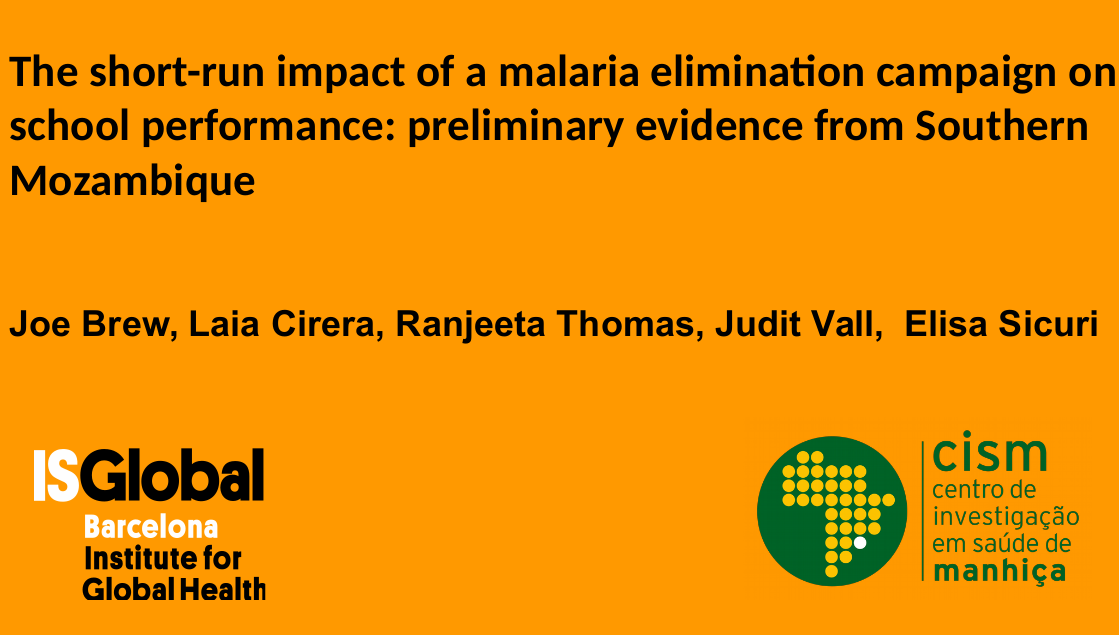 The short-run impact of a malaria elimination campaign on
school performance: preliminary evidence from Southern
Mozambique
Joe Brew, Laia Cirera, Ranjeeta Thomas, Judit Vall, Elisa Sicuri
ISGlobal
Barcelona
Institute for
Global Health
cism
centro de
investigação
em saúde de
manhiça